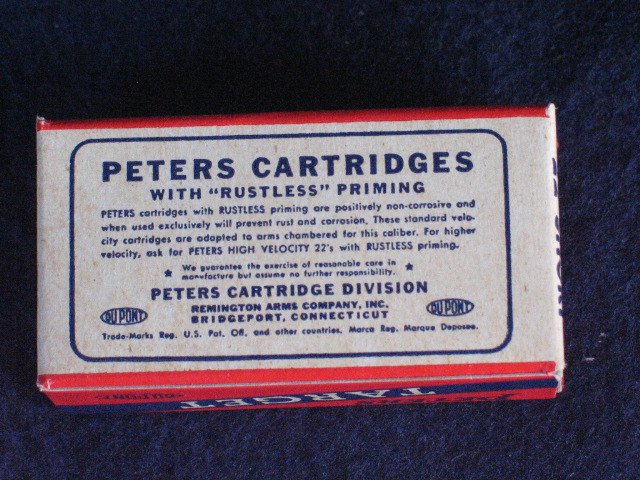 PETERS CARTRIDGES
WITH "RUSTLESS" PRIMING
PETERS cartridges with RUSTLESS priming are positively non-corrosive and
when used exclusively will prevent rust and corrosion. These standard velo-
city cartridges are adapted to arms chambered for this caliber. For higher
velocity, ask for PETERS HIGH VELOCITY 22's with RUSTLESS priming.
★ We guarantee the exercise of reasonable care in ★
manufacture but assume no further responsibility.
PETERS CARTRIDGE DIVISION
REMINGTON ARMS COMPANY, INC.
DU PONT BRIDGEPORT, CONNECTICUT DU PONT
Trade-Marks Reg. U.S. Pat. Off. and other countries. Marca Reg. Marque Deposee.
DU PONT PETERS TARGET